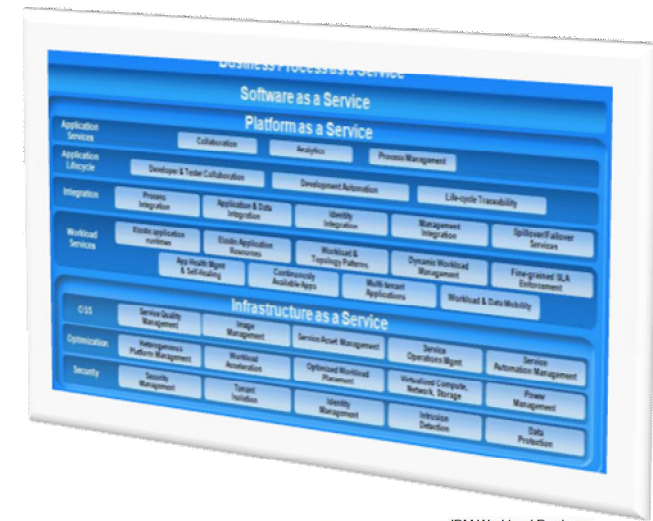 Business Process as a Service
Software as a Service
Platform as a Service
Application
Services
Collaboration
Analytics
Process Management
Application
Lifecycle
Developer & Tester Collaboration
Development Automation
Life-cycle Traceability
Integration
Process
Integration
Application & Data
Integration
Identity
Integration
Management
Integration
Spillover/Failover
Services
Workload
Services
Elastic application
runtimes
Elastic Application
Resources
Workload &
Topology Patterns
Dynamic Workload
Management
Fine-grained SLA
Enforcement
App Health Mgmt
& Self-Healing
Continuously
Available Apps
Multi-tenant
Applications
Workload & Data Mobility
Infrastructure as a Service
OSS
Service Quality
Management
Image
Management
Service Asset Management
Service
Operations Mgmt
Service
Automation Management
Optimization
Heterogeneous
Platform Management
Workload
Acceleration
Optimized Workload
Placement
Virtualized Compute,
Network, Storage
Power
Management
Security
Security
Management
Tenant
Isolation
Identity
Management
Intrusion
Detection
Data
Protection